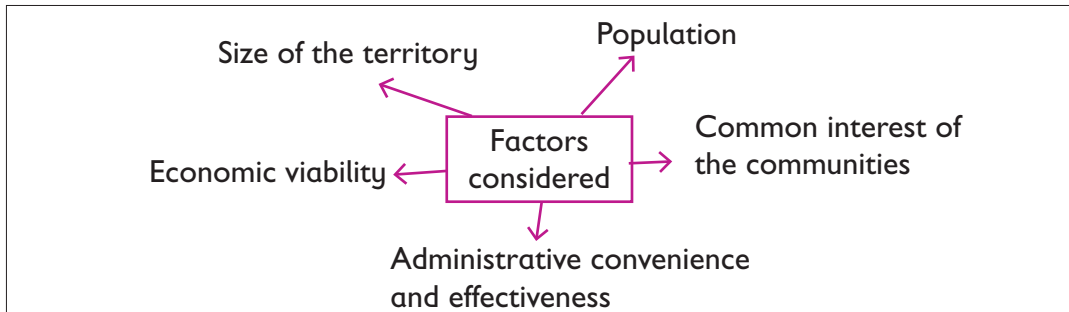 Population
Size of the territory
Factors
considered
Common interest of
the communities
Economic viability
Administrative convenience
and effectiveness